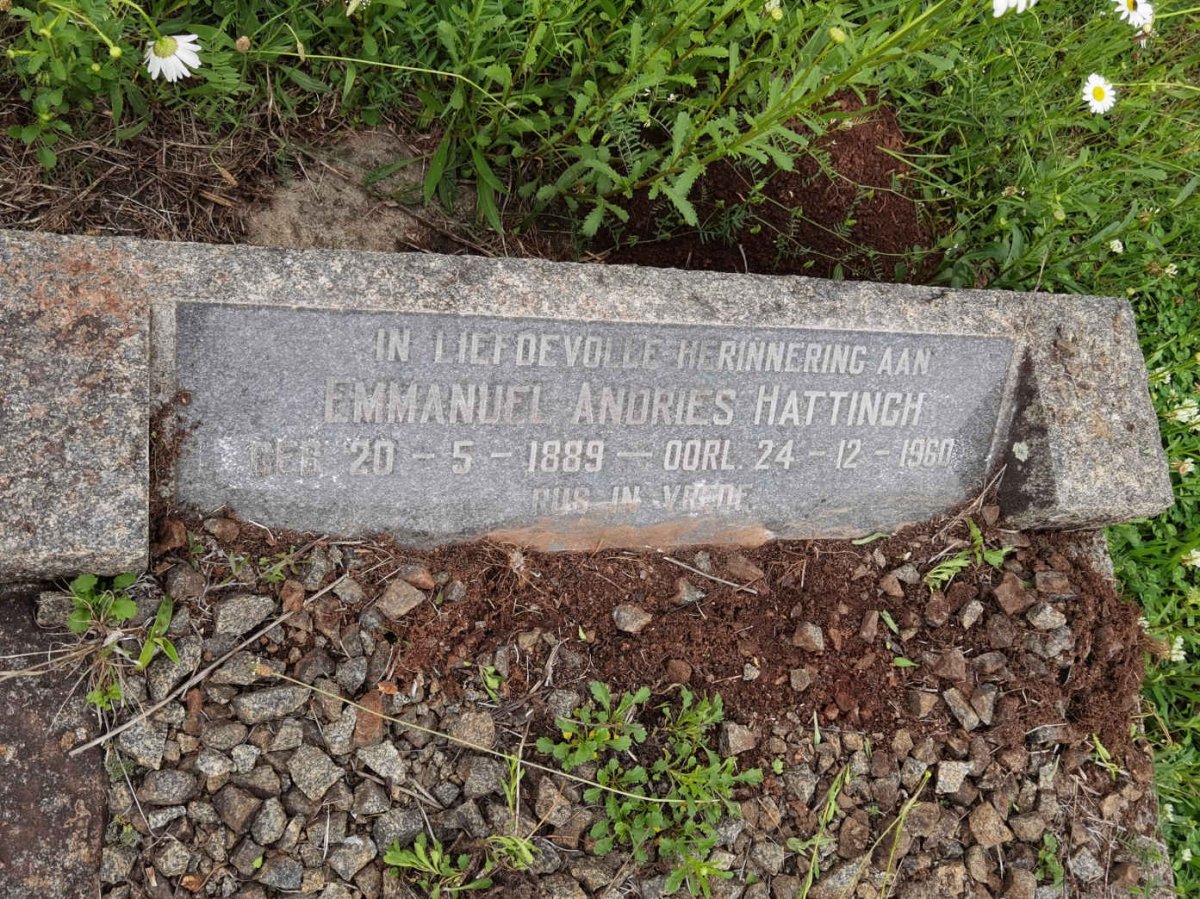 IN LIEFDEVOLLE HERINNERING AAN
EMMANUEL ANDRIES HATTINGH
GEB 20 - 5 - 1889 - OORL. 24 - 12 - 1960
RUS IN VREDE